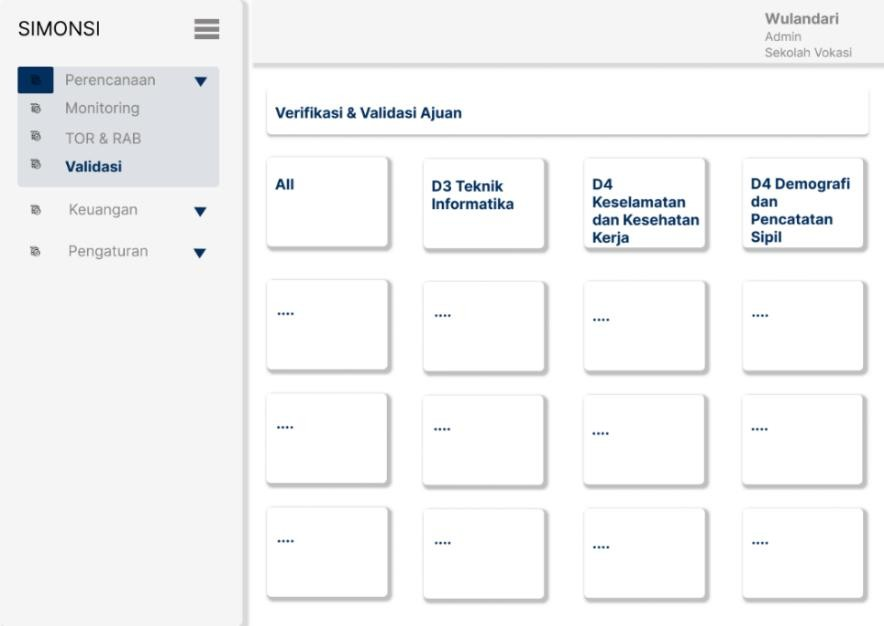 SIMONSI
Wulandari
Admin
Sekolah Vokasi
Perencanaan
Monitoring
TOR & RAB
Validasi
Keuangan
Pengaturan
Verifikasi & Validasi Ajuan
All
D3 Teknik
Informatika
D4
Keselamatan
dan Kesehatan
Kerja
D4 Demografi
dan
Pencatatan
Sipil
....
....
....
....
....
....
....
....
....
....
....
....